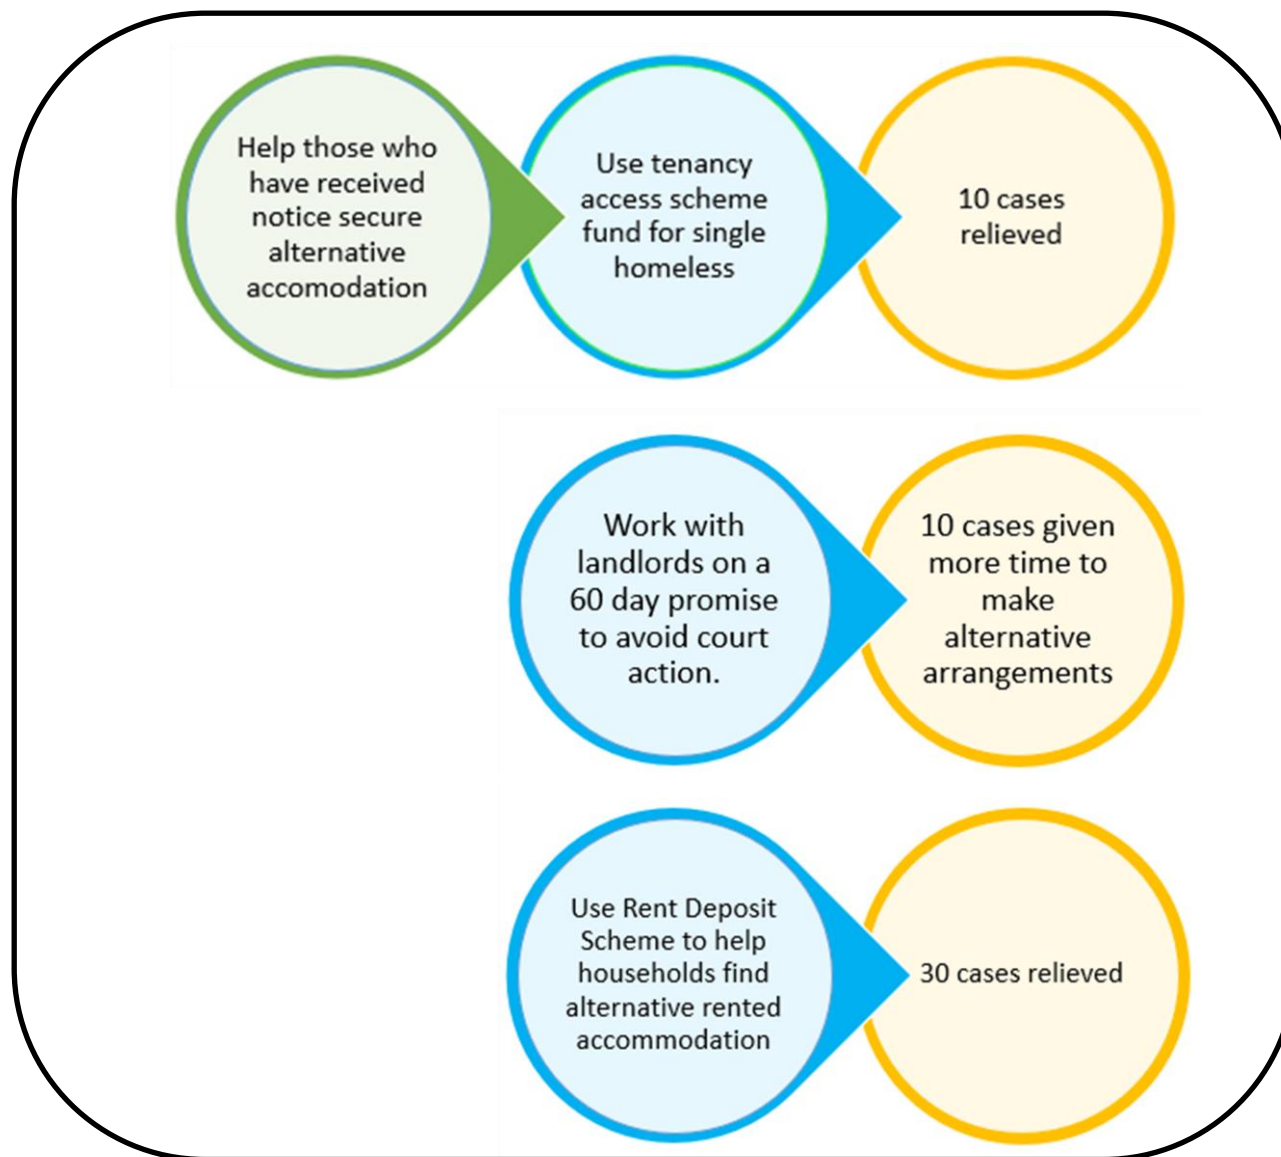 Help those who
have received
notice secure
alternative
accomodation
Use tenancy
access scheme
fund for single
homeless
10 cases
relieved
Work with
landlords on a
60 day promise
to avoid court
action.
10 cases given
more time to
make
alternative
arrangements
Use Rent Deposit
Scheme to help
households find
alternative rented
accommodation
30 cases relieved